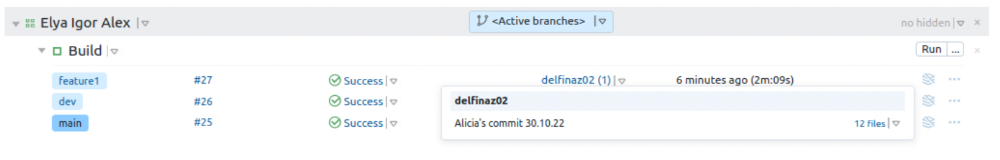 Elya Igor Alex <Active branches> no hidden
Build Run ...
feature1 #27 Success delfinaz02 (1) 6 minutes ago (2m:09s)
dev #26 Success delfinaz02
main #25 Success Alicia's commit 30.10.22 12 files